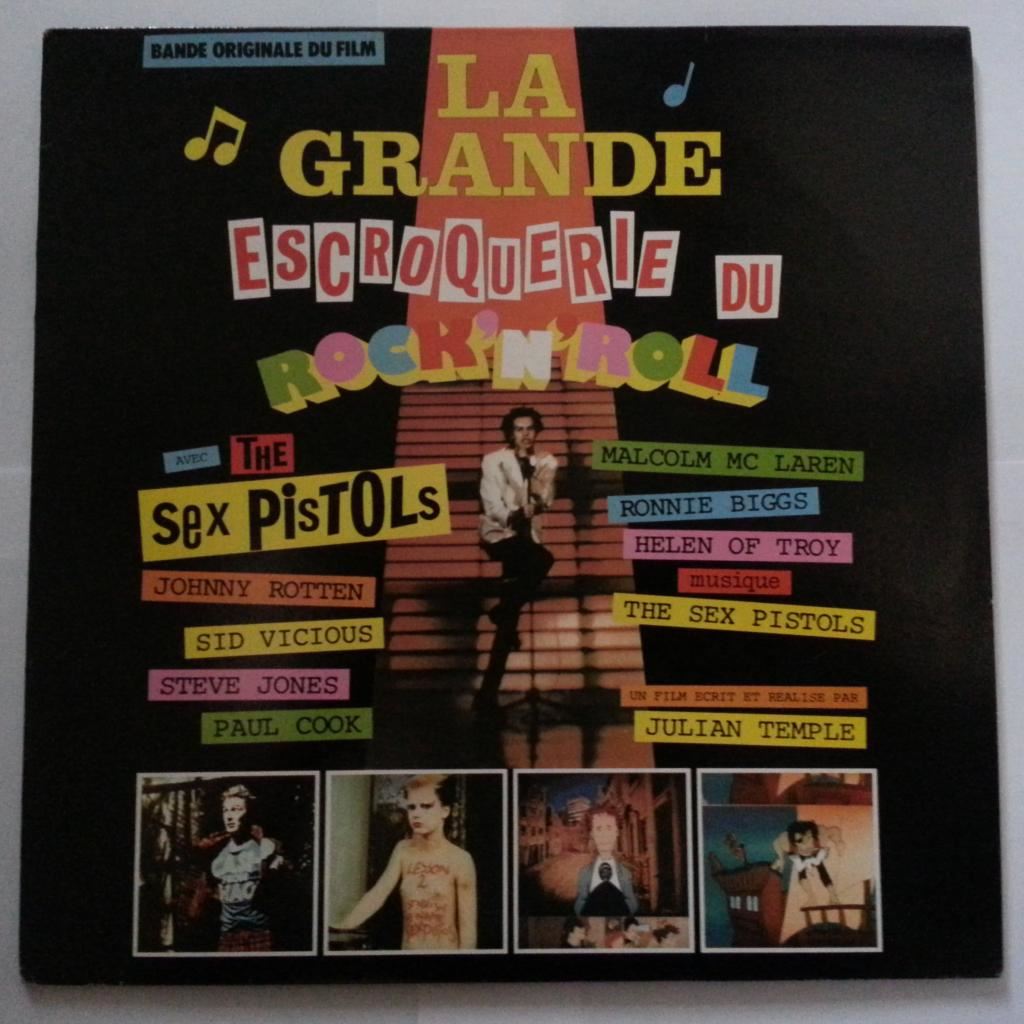 BANDE ORIGINALE DU FILM
LA
GRANDE
ESCROQUERIE DU
ROCK'N'ROLL
AVEC THE
SEX PISTOLS
JOHNNY ROTTEN
SID VICIOUS
STEVE JONES
PAUL COOK
MALCOLM MC LAREN
RONNIE BIGGS
HELEN OF TROY
musique
THE SEX PISTOLS
UN FILM ECRIT ET REALISE PAR
JULIAN TEMPLE
LESSON
2